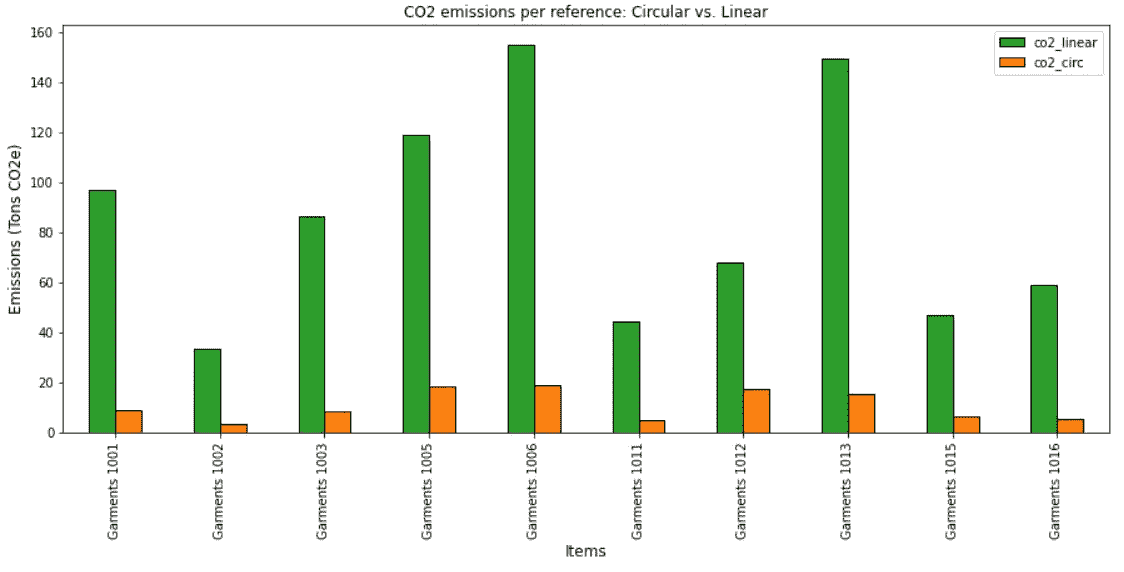 CO2 emissions per reference: Circular vs. Linear
co2_linear
co2_circ
Emissions (Tons CO2e)
160
140
120
100
80
60
40
20
0
Garments 1001
Garments 1002
Garments 1003
Garments 1005
Garments 1006
Garments 1011
Garments 1012
Garments 1013
Garments 1015
Garments 1016
Items